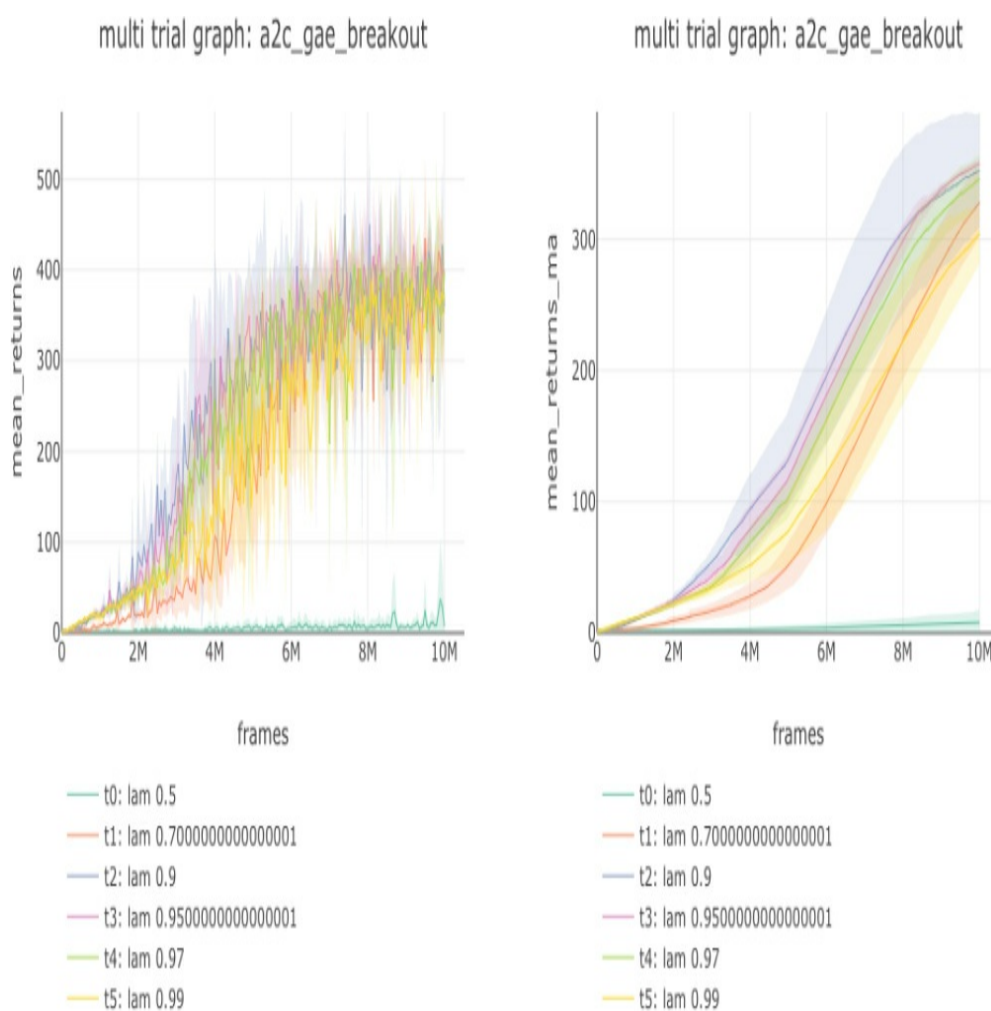 multi trial graph: a2c_gae_breakout
mean_returns
500
400
300
200
100
0
0 2M 4M 6M 8M 10M
frames
t0: lam 0.5
t1: lam 0.7000000000000001
t2: lam 0.9
t3: lam 0.9500000000000001
t4: lam 0.97
t5: lam 0.99
multi trial graph: a2c_gae_breakout
mean_returns_ma
300
200
100
0
0 2M 4M 6M 8M 10M
frames
t0: lam 0.5
t1: lam 0.7000000000000001
t2: lam 0.9
t3: lam 0.9500000000000001
t4: lam 0.97
t5: lam 0.99